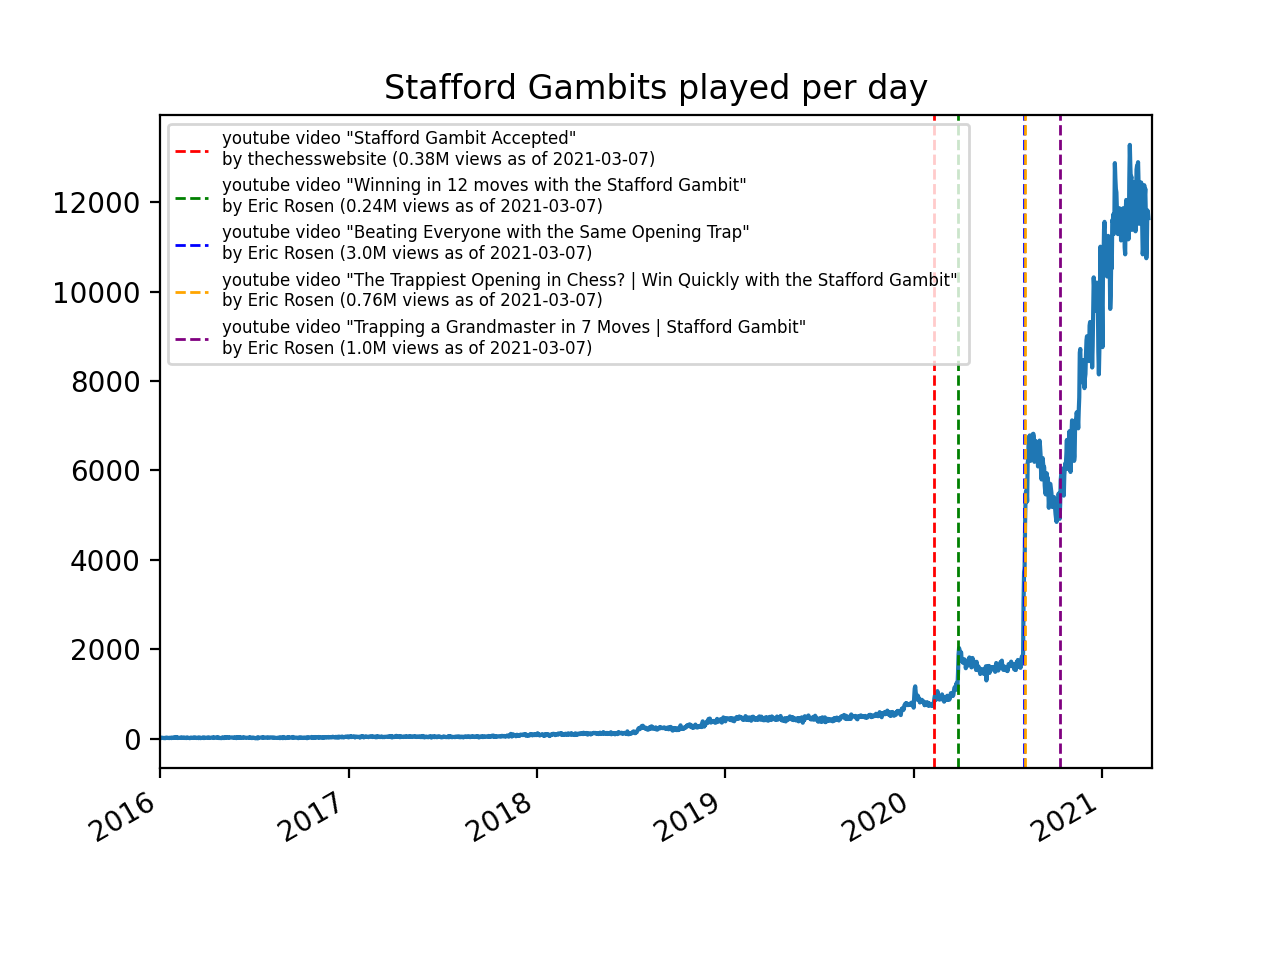 Stafford Gambits played per day
youtube video "Stafford Gambit Accepted"
by thechesswebsite (0.38M views as of 2021-03-07)
youtube video "Winning in 12 moves with the Stafford Gambit"
by Eric Rosen (0.24M views as of 2021-03-07)
youtube video "Beating Everyone with the Same Opening Trap"
by Eric Rosen (3.0M views as of 2021-03-07)
youtube video "The Trappiest Opening in Chess? | Win Quickly with the Stafford Gambit"
by Eric Rosen (0.76M views as of 2021-03-07)
youtube video "Trapping a Grandmaster in 7 Moves | Stafford Gambit"
by Eric Rosen (1.0M views as of 2021-03-07)
12000
10000
8000
6000
4000
2000
0
2016
2017
2018
2019
2020
2021